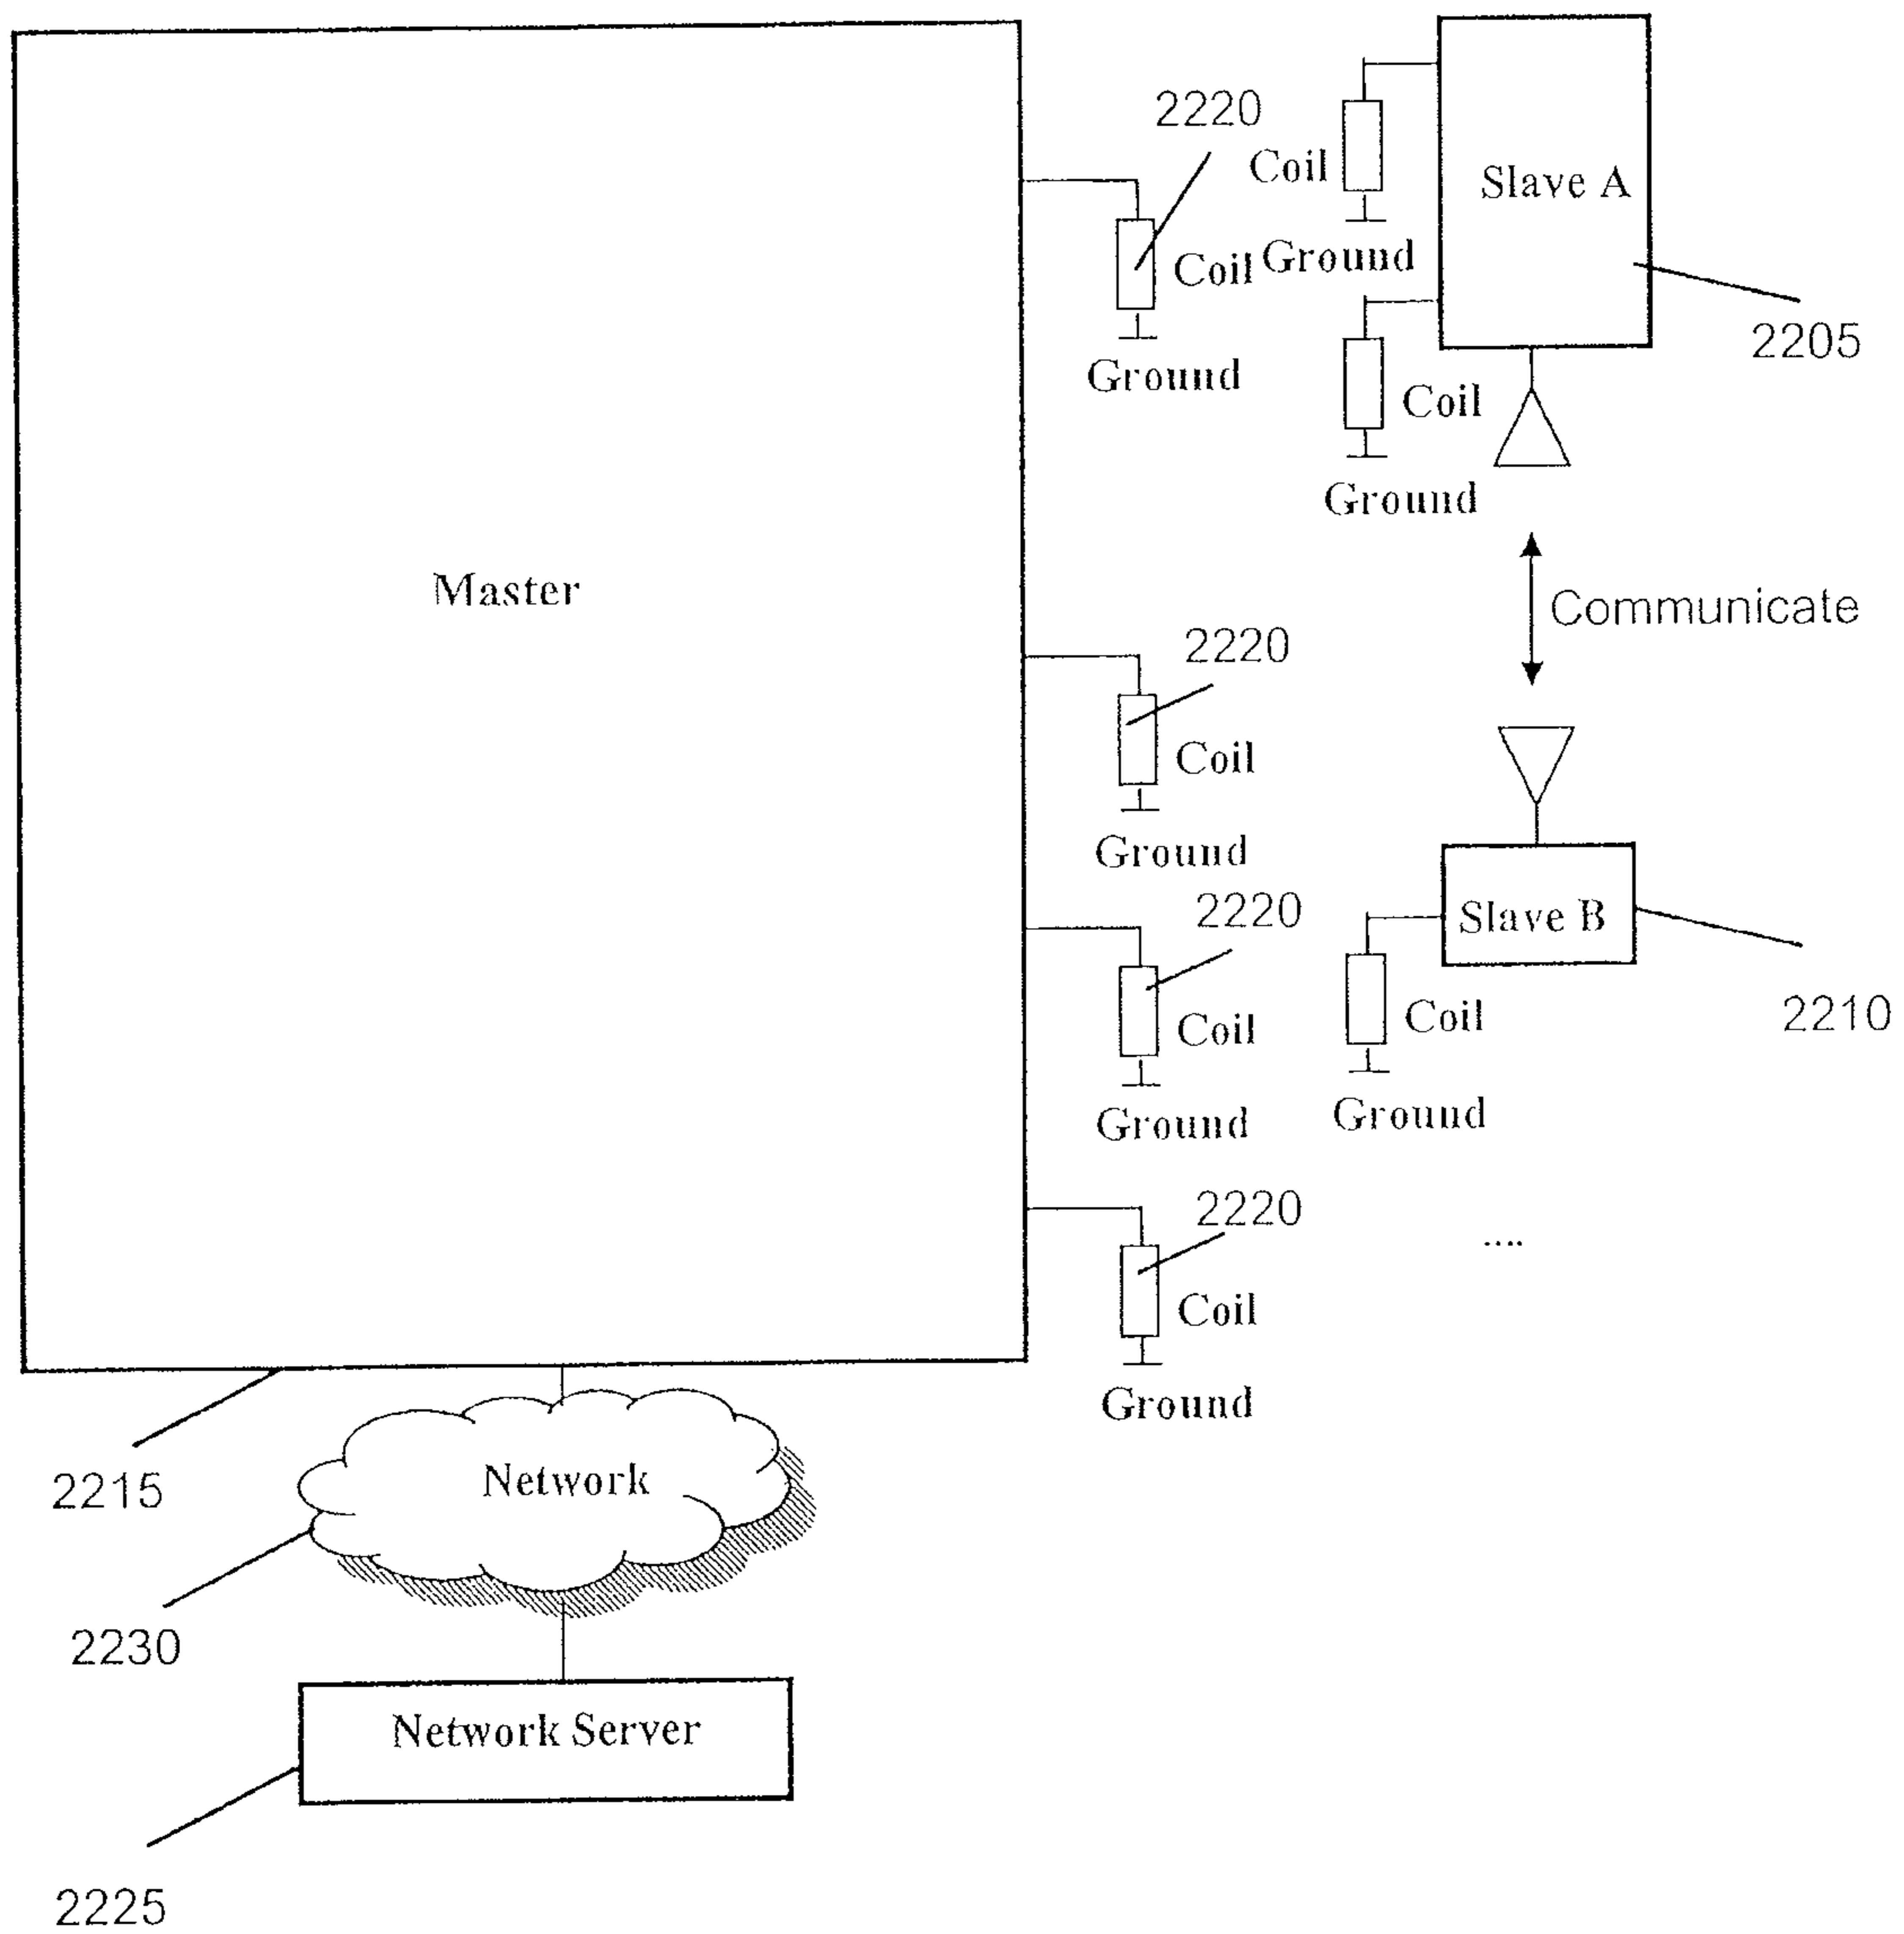 2220
Coil
Slave A
Coil
Ground
2205
Ground
Coil
Ground
Master
Communicate
2220
Coil
Ground
2220
Slave B
Coil
Coil
2210
Ground
Ground
2220
....
Coil
Ground
2215
Network
2230
Network Server
2225